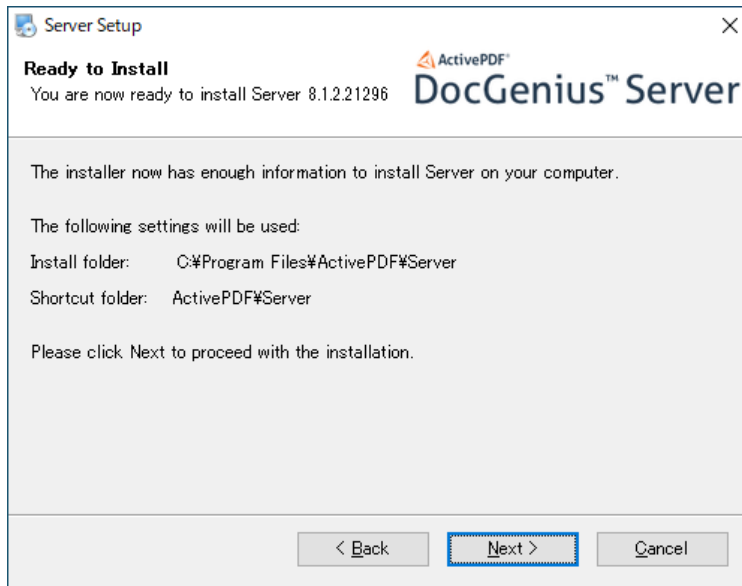 Server Setup
Ready to Install
You are now ready to install Server 8.1.2.21296
ActivePDF®
DocGenius™ Server
The installer now has enough information to install Server on your computer.
The following settings will be used:
Install folder: C:¥Program Files¥ActivePDF¥Server
Shortcut folder: ActivePDF¥Server
Please click Next to proceed with the installation.
< Back
Next >
Cancel